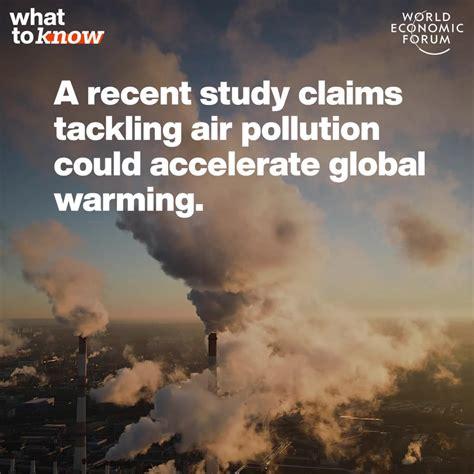 what
to know
WORLD
ECONOMIC
FORUM
A recent study claims
tackling air pollution
could accelerate global
warming.